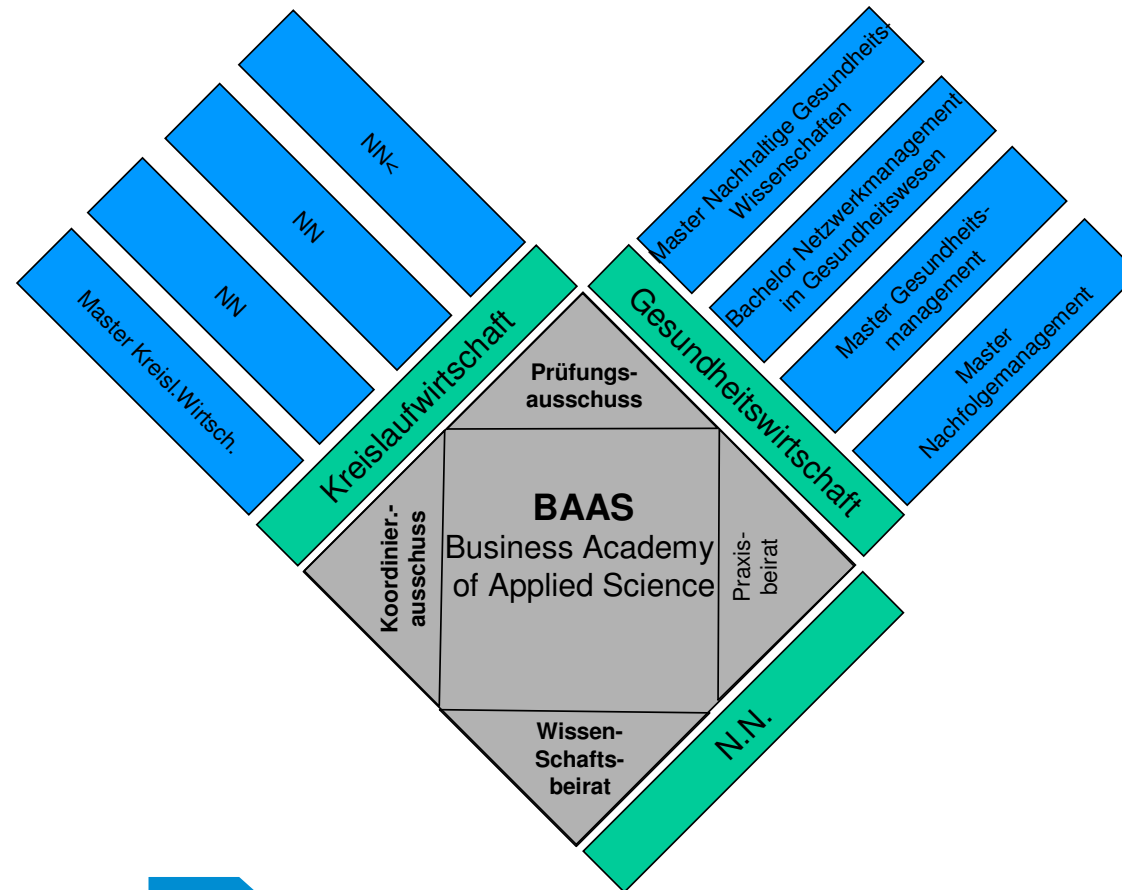 NN<
NN
NN
Master Kreisl.Wirtsch.
Kreislaufwirtschaft
Master Nachhaltige Gesundheits-
Wissenschaften
Bachelor Netzwerkmanagement
im Gesundheitswesen
Master Gesundheits-
management
Master
Nachfolgemanagement
Gesundheitswirtschaft
Prüfungs-
ausschuss
Koordinier.-
ausschuss
BAAS
Business Academy
of Applied Science
Praxis-
beirat
Wissen-
Schafts-
beirat
N.N.